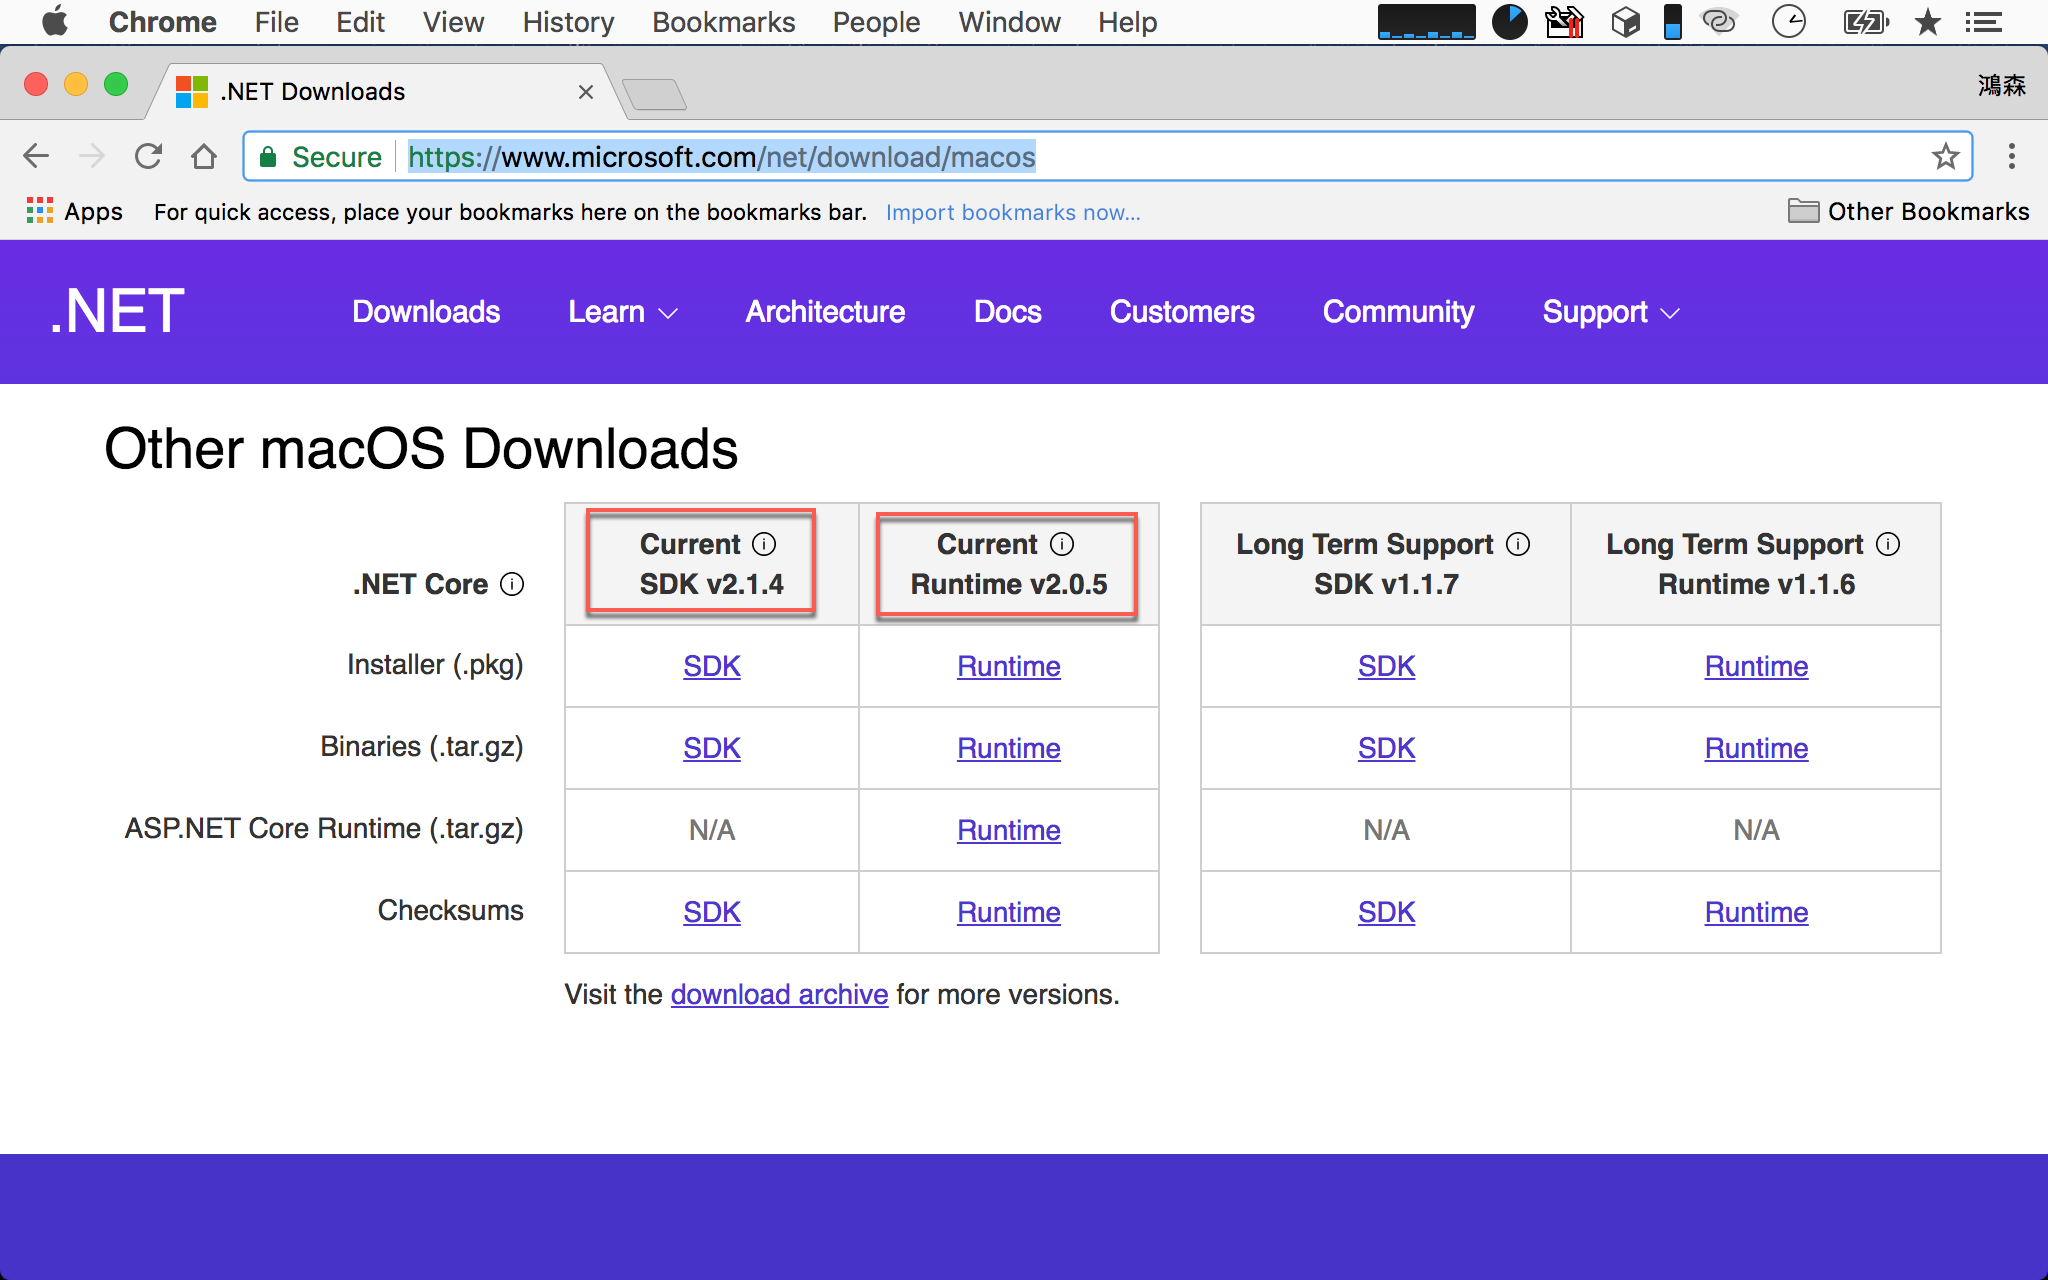 Chrome File Edit View History Bookmarks People Window Help
.NET Downloads
鴻森
Secure https://www.microsoft.com/net/download/macos
Apps For quick access, place your bookmarks here on the bookmarks bar. Import bookmarks now... Other Bookmarks
.NET Downloads Learn Architecture Docs Customers Community Support
Other macOS Downloads
Current Current Long Term Support Long Term Support
.NET Core SDK v2.1.4 Runtime v2.0.5 SDK v1.1.7 Runtime v1.1.6
Installer (.pkg) SDK Runtime SDK Runtime
Binaries (.tar.gz) SDK Runtime SDK Runtime
ASP.NET Core Runtime (.tar.gz) N/A Runtime N/A N/A
Checksums SDK Runtime SDK Runtime
Visit the download archive for more versions.